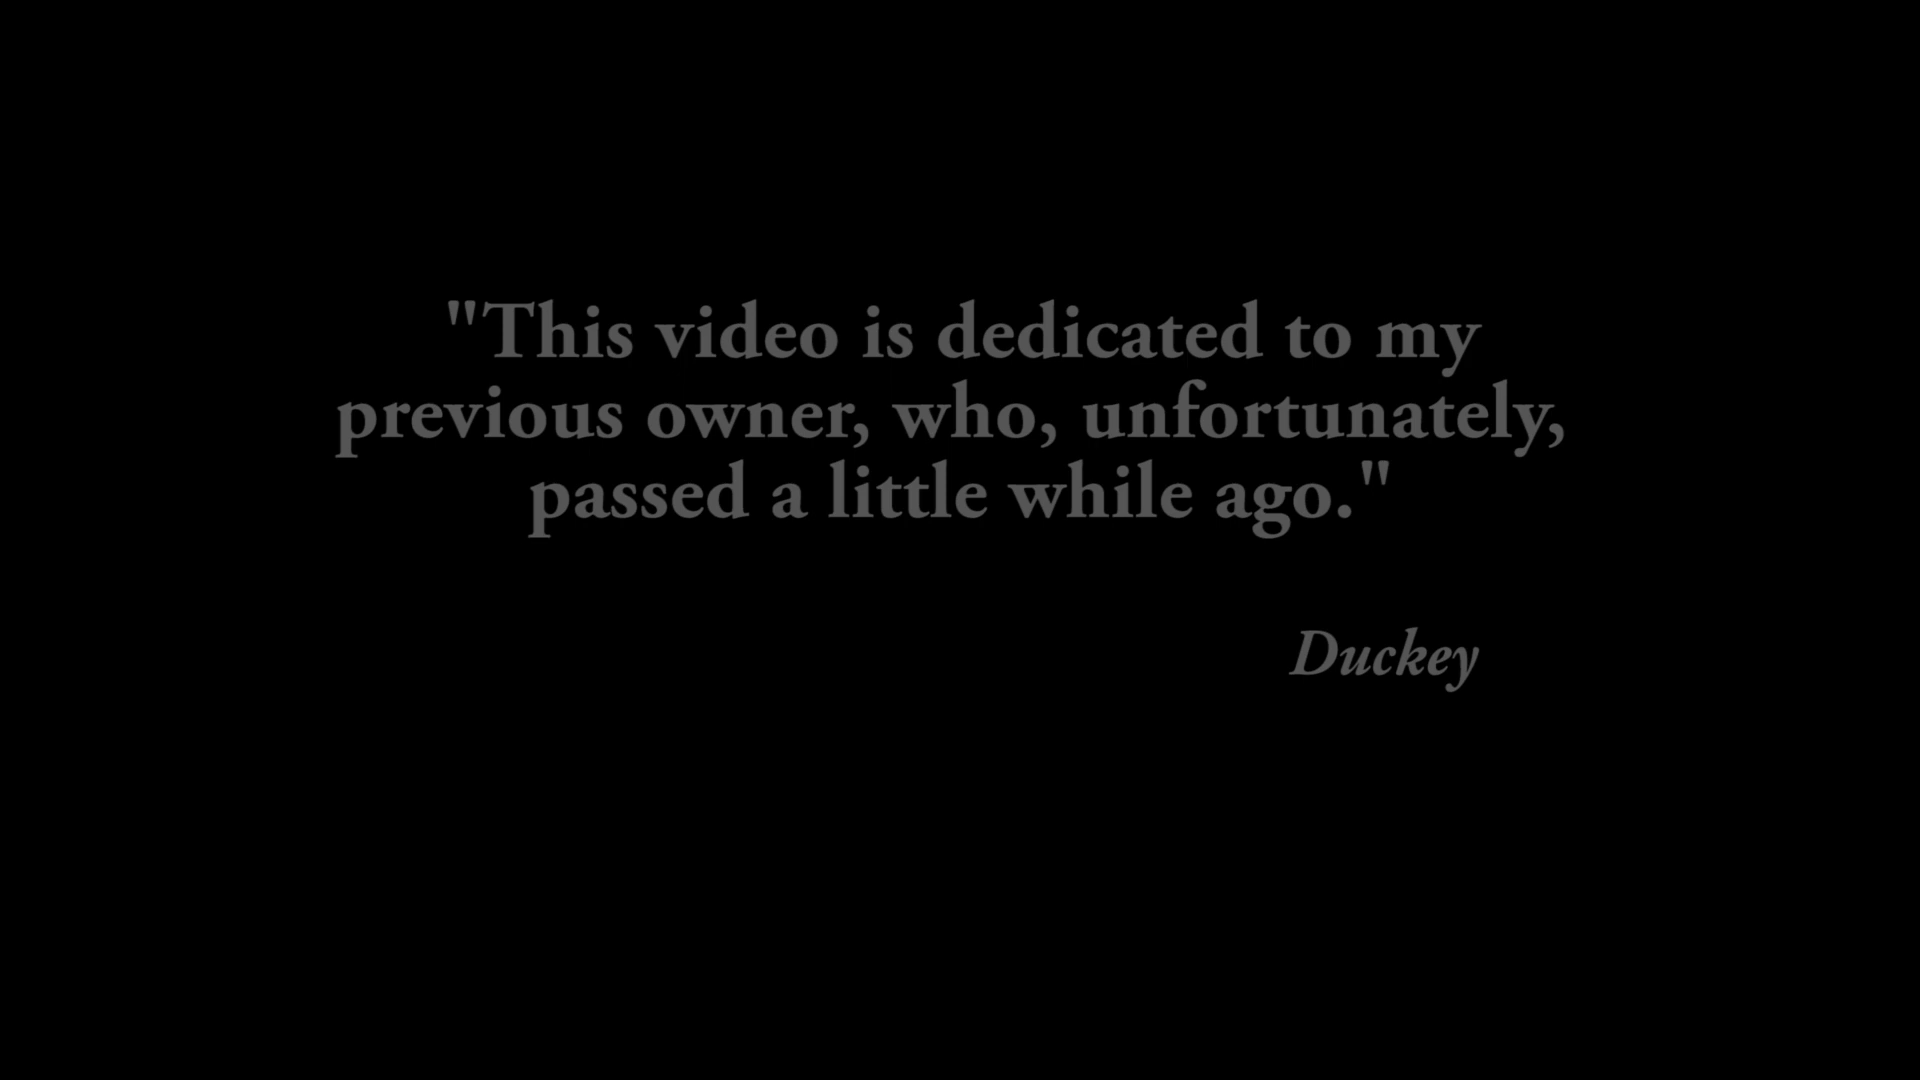 "This video is dedicated to my
previous owner, who, unfortunately,
passed a little while ago."
Duckey